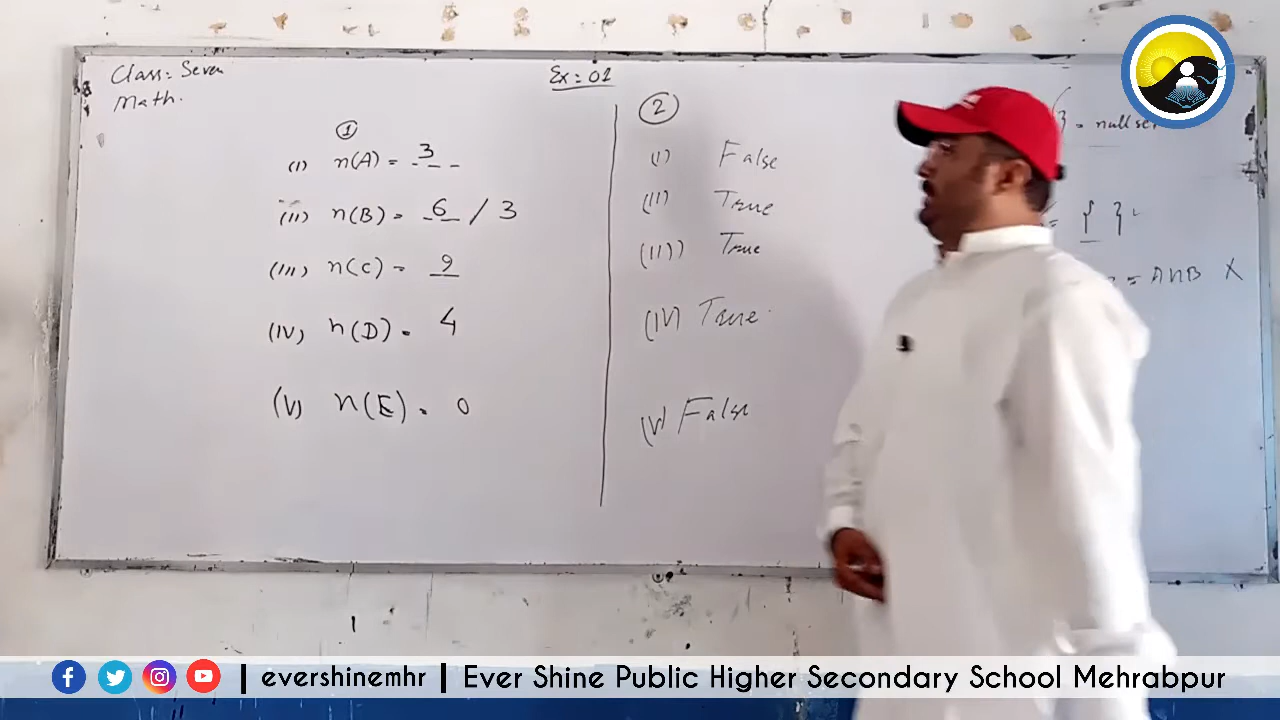 Class: Seven
Math.
Ex: 01
①
(i) n(A) = 3
(ii) n(B) = 6 / 3
(iii) n(C) = 9
(iv) n(D) = 4
(v) n(E) = 0
②
(i) False
(ii) True
(iii) True
(iv) True
(v) False
} = null set
= { }
= A∩B X
| evershinemhr | Ever Shine Public Higher Secondary School Mehrabpur